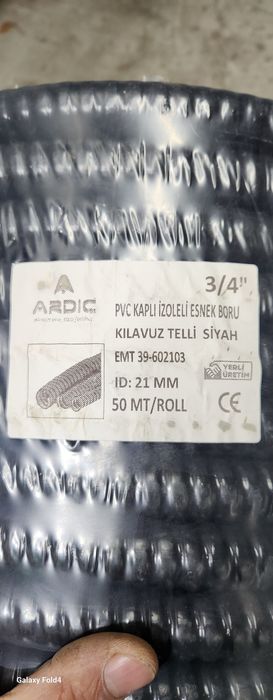 3/4"
ARDIC
PVC KAPLI İZOLELİ ESNEK BORU
KILAVUZ TELLİ SİYAH
EMT 39-602103
YERLİ
ÜRETİM
ID: 21 MM
50 MT/ROLL
CE
Galaxy Fold4